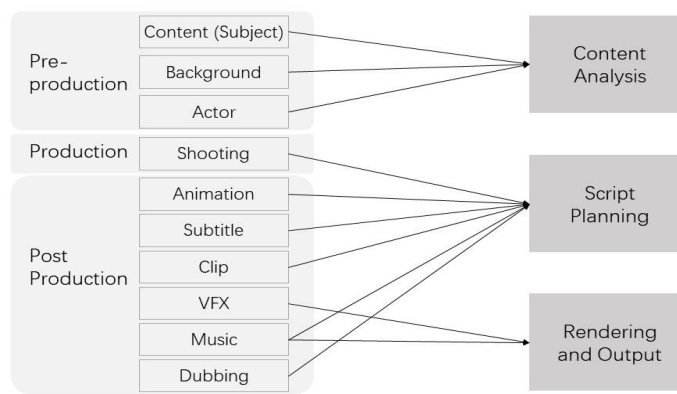 Pre-
production
Content (Subject)
Background
Actor
Production
Shooting
Post
Production
Animation
Subtitle
Clip
VFX
Music
Dubbing
Content
Analysis
Script
Planning
Rendering
and Output